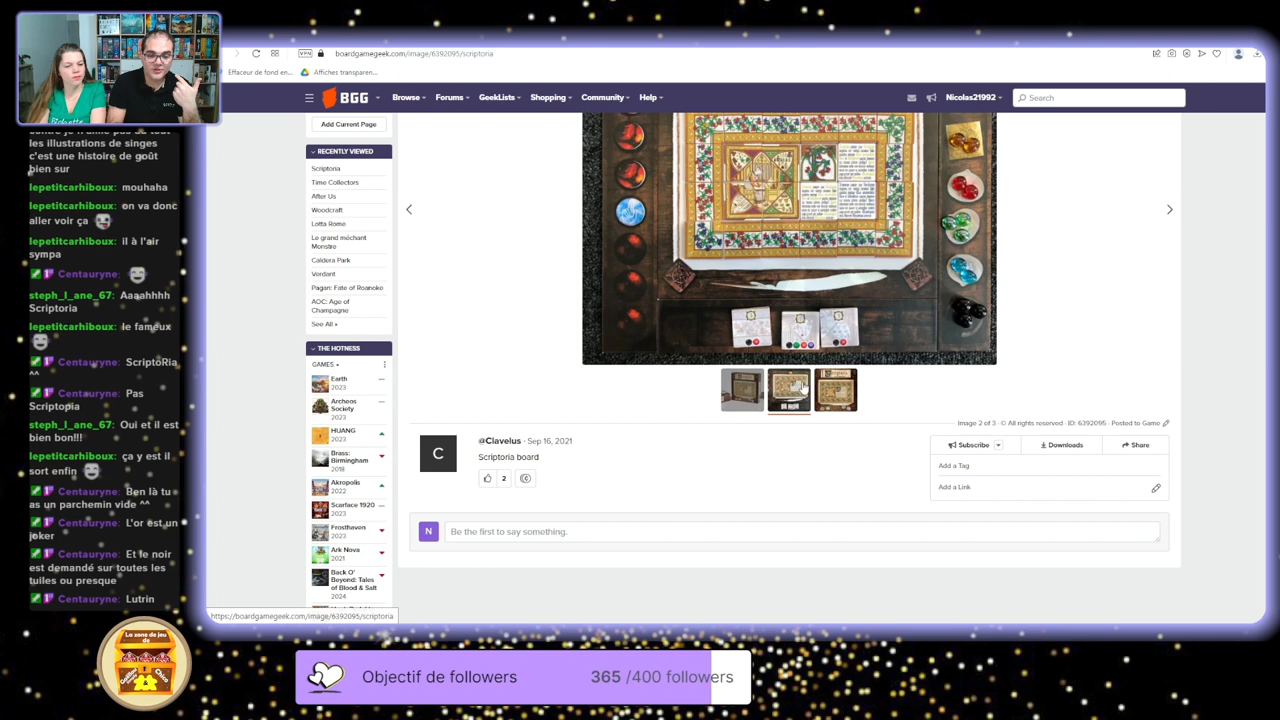 boardgamegeek.com/image/6392095/scriptoria
VPN
Effaceur de fond en...
Affiches transparen...
BGG
Browse
Forums
GeekLists
Shopping
Community
Help
Nicolas21992
Search
Add Current Page
RECENTLY VIEWED
Scriptoria
Time Collectors
After Us
Woodcraft
Lotta Rome
Le grand méchant
Monstre
Caldera Park
Verdant
Pagan: Fate of Roanoke
AOC: Age of
Champagne
See All »
THE HOTNESS
GAMES
Earth
2023
Archeos
Society
2023
HUANG
2023
Brass:
Birmingham
2018
Akropolis
2022
Scarface 1920
2023
Frosthaven
2023
Ark Nova
2021
Back O'
Beyond: Tales
of Blood & Salt
2024
Image 2 of 3 · © All rights reserved · ID: 6392095 · Posted to Game
C
@Clavelus · Sep 16, 2021
Scriptoria board
2
Subscribe
Downloads
Share
Add a Tag
Add a Link
N
Be the first to say something.
https://boardgamegeek.com/image/6392095/scriptoria
les illustrations de singes
c'est une histoire de goût
bien sur
lepetitcarhiboux: mouhaha
lepetitcarhiboux: on va donc
aller voir ça
lepetitcarhiboux: il à l'air
sympa
Centauryne:
steph_l_ane_67: Aaaahhhh
Scriptoria
lepetitcarhiboux: le fameux
Centauryne: ScriptôRia
^^
Centauryne: Pas
Scriptopia
steph_l_ane_67: Oui et il est
bien bon!!!
lepetitcarhiboux: ça y est il
sort enfin
Centauryne: Ben là tu
as un parchemin vide ^^
Centauryne: L'or est un
joker
Centauryne: Et le noir
est demandé sur toutes les
tuiles ou presque
Centauryne: Lutrin
La zone de jeu
de
Chico
Objectif de followers
365 /400 followers